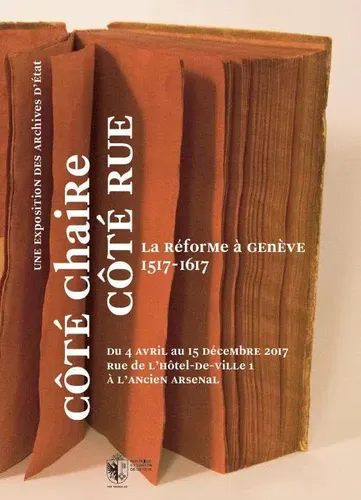 UNE EXPOSITION DES ARCHIVES D'ÉTAT
CÔTÉ CHAIRE
CÔTÉ RUE
La RÉFORME à GENÈVE
1517-1617
Du 4 AVRIL au 15 DÉCEMBRE 2017
Rue de L'HÔTEL-DE-VILLE 1
À L'ANCIEN ARSENAL